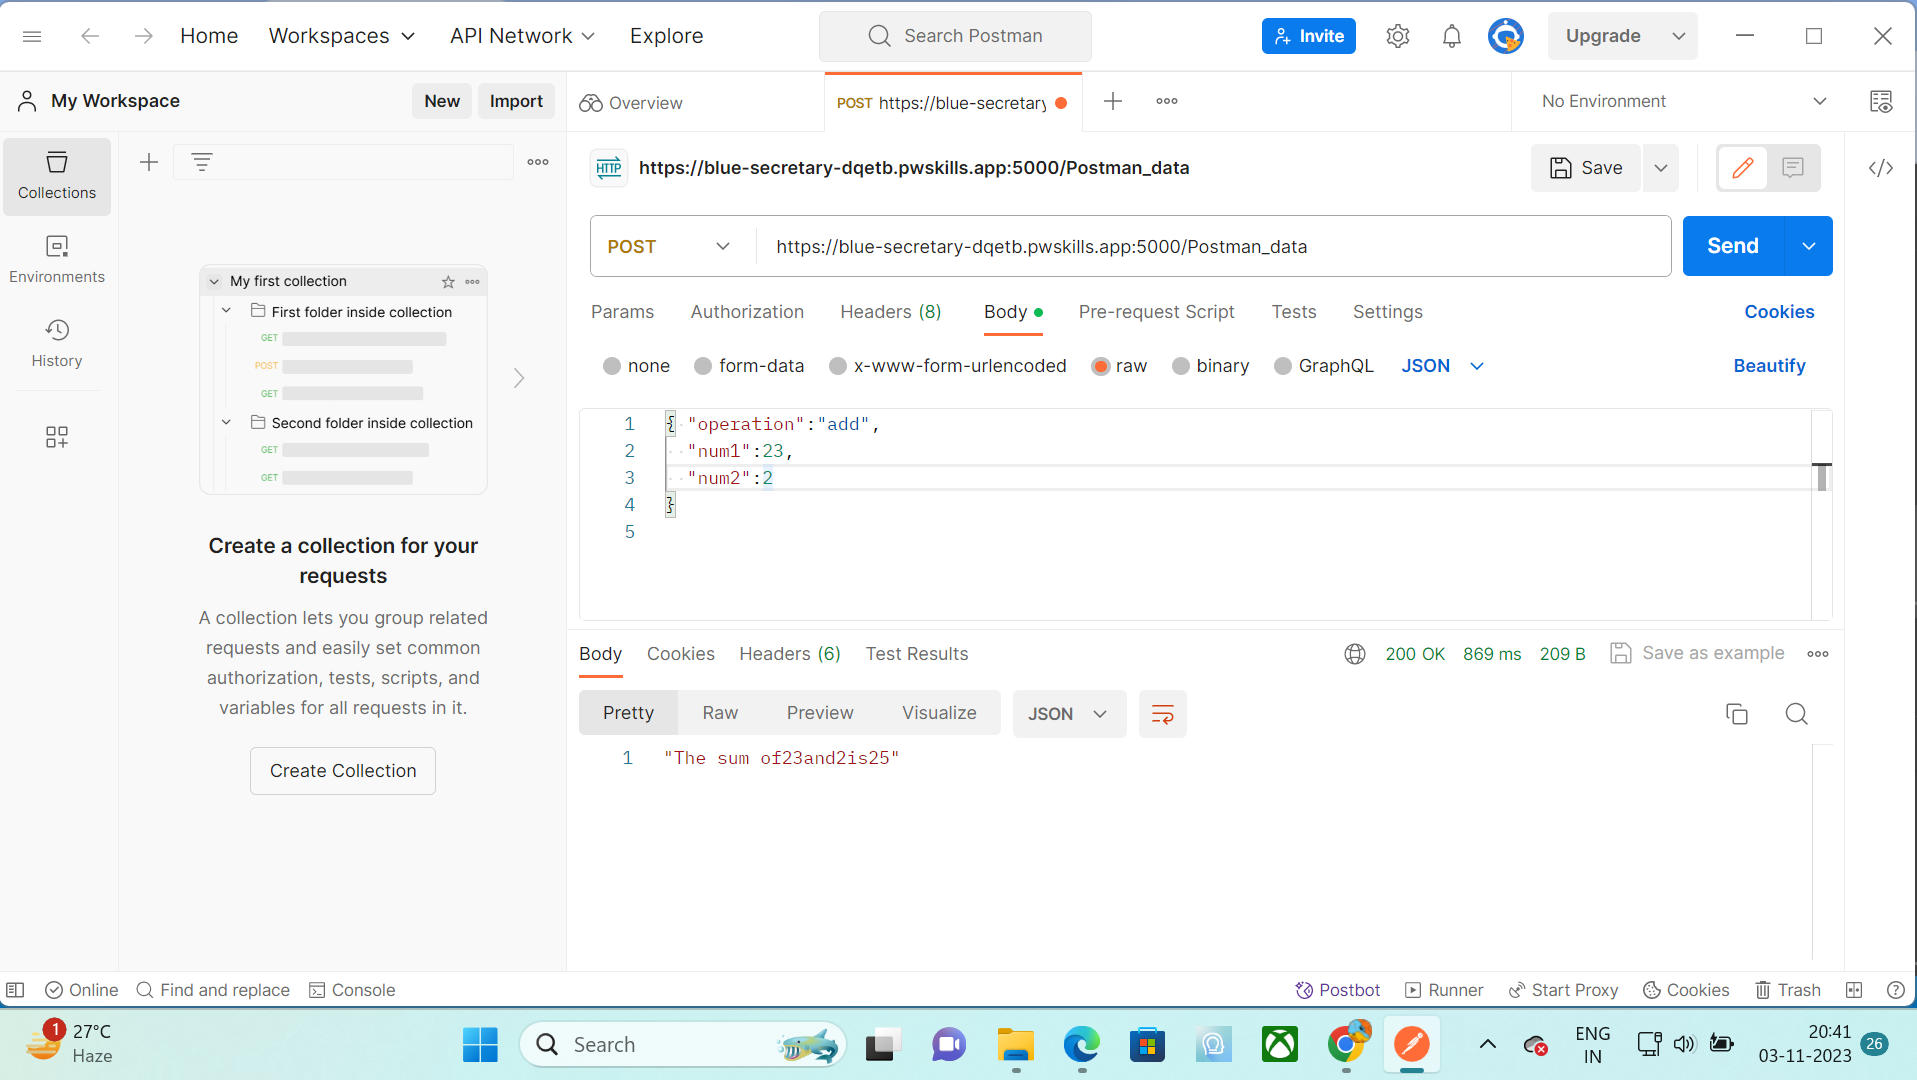 Home
Workspaces
API Network
Explore
Search Postman
Invite
Upgrade
My Workspace
New
Import
Overview
POST https://blue-secretary
No Environment
Collections
Environments
History
HTTP
https://blue-secretary-dqetb.pwskills.app:5000/Postman_data
Save
POST
https://blue-secretary-dqetb.pwskills.app:5000/Postman_data
Send
Params
Authorization
Headers (8)
Body
Pre-request Script
Tests
Settings
Cookies
none
form-data
x-www-form-urlencoded
raw
binary
GraphQL
JSON
Beautify
1 { "operation":"add",
2 "num1":23,
3 "num2":2
4 }
5
My first collection
First folder inside collection
GET
POST
GET
Second folder inside collection
GET
GET
Create a collection for your
requests
A collection lets you group related
requests and easily set common
authorization, tests, scripts, and
variables for all requests in it.
Create Collection
Body
Cookies
Headers (6)
Test Results
200 OK
869 ms
209 B
Save as example
Pretty
Raw
Preview
Visualize
JSON
1 "The sum of23and2is25"
Online
Find and replace
Console
Postbot
Runner
Start Proxy
Cookies
Trash
1
27°C
Haze
Search
ENG
IN
20:41
03-11-2023
26